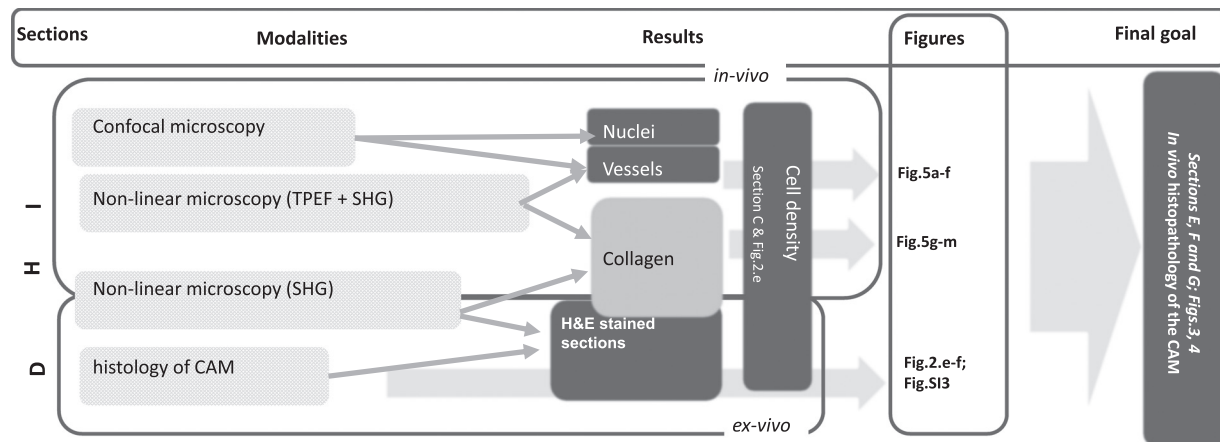 Sections
Modalities
Results
Figures
Final goal
in-vivo
Confocal microscopy
Nuclei
Vessels
Fig.5a-f
I
Non-linear microscopy (TPEF + SHG)
Collagen
Fig.5g-m
Cell density
Section C & Fig.2.e
H
Non-linear microscopy (SHG)
H&E stained
sections
D
histology of CAM
Fig.2.e-f;
Fig.SI3
ex-vivo
Sections E, F and G; Figs.3, 4
In vivo histopathology of the CAM